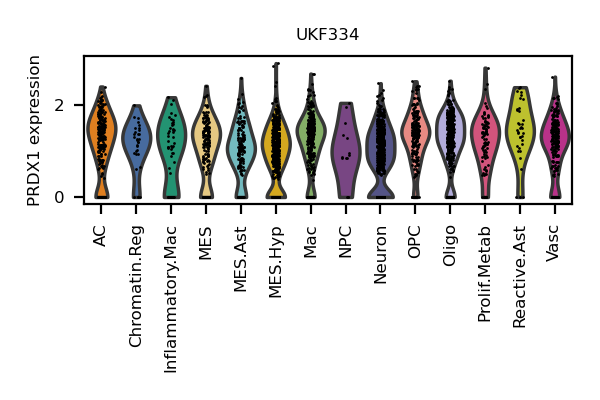 UKF334
PRDX1 expression
2
0
AC
Chromatin.Reg
Inflammatory.Mac
MES
MES.Ast
MES.Hyp
Mac
NPC
Neuron
OPC
Oligo
Prolif.Metab
Reactive.Ast
Vasc